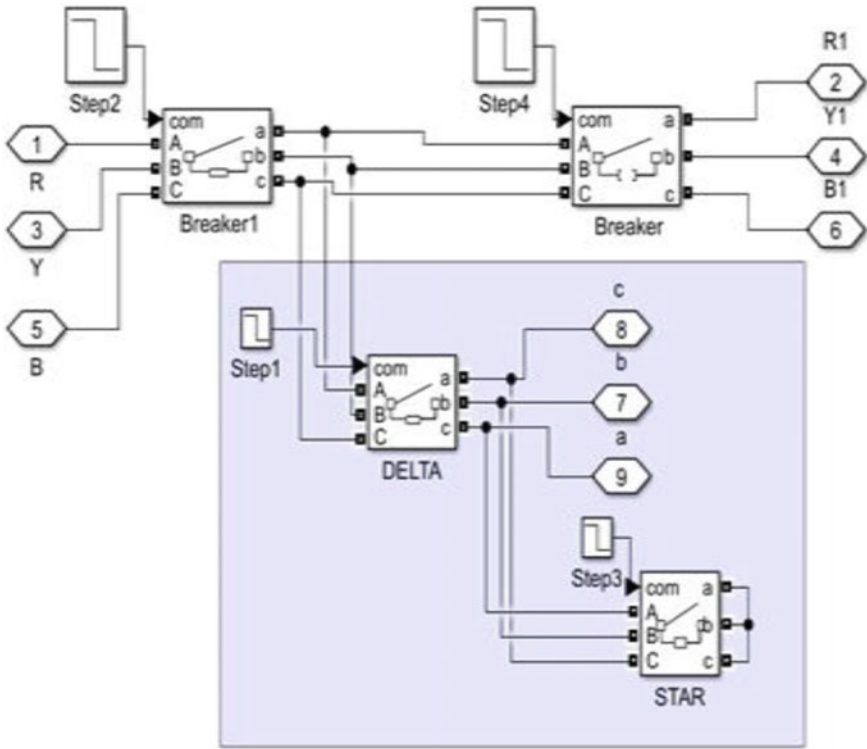 Step2
Step4
R1
2
Y1
4
B1
6
1
R
3
Y
5
B
com
A
B
C
a
b
c
Breaker1
com
A
B
C
a
b
c
Breaker
Step1
com
A
B
C
a
b
c
DELTA
c
8
b
7
a
9
Step3
com
A
B
C
a
b
c
STAR